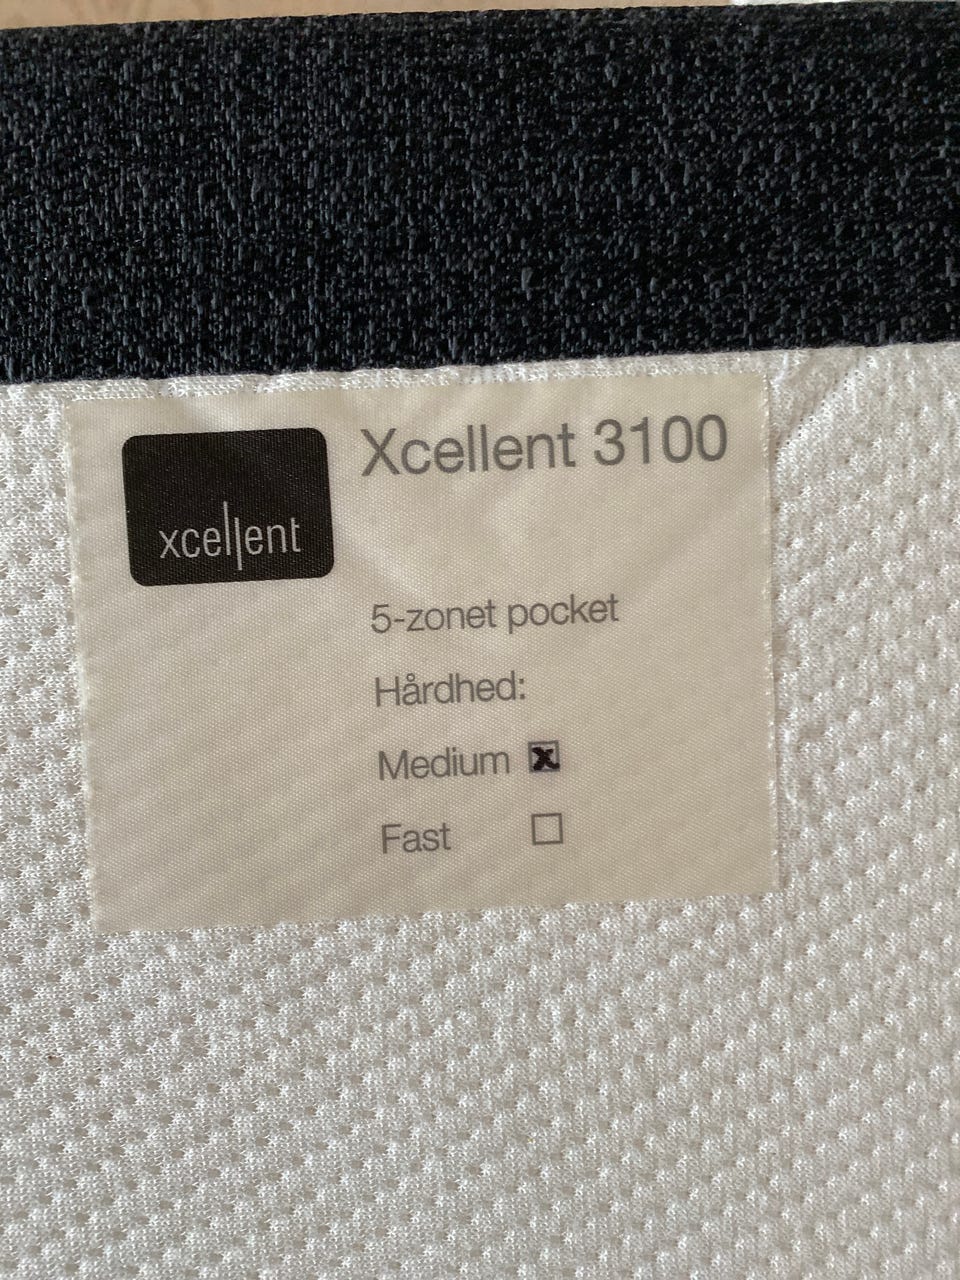 Xcellent 3100
xcellent
5-zonet pocket
Hårdhed:
Medium x
Fast